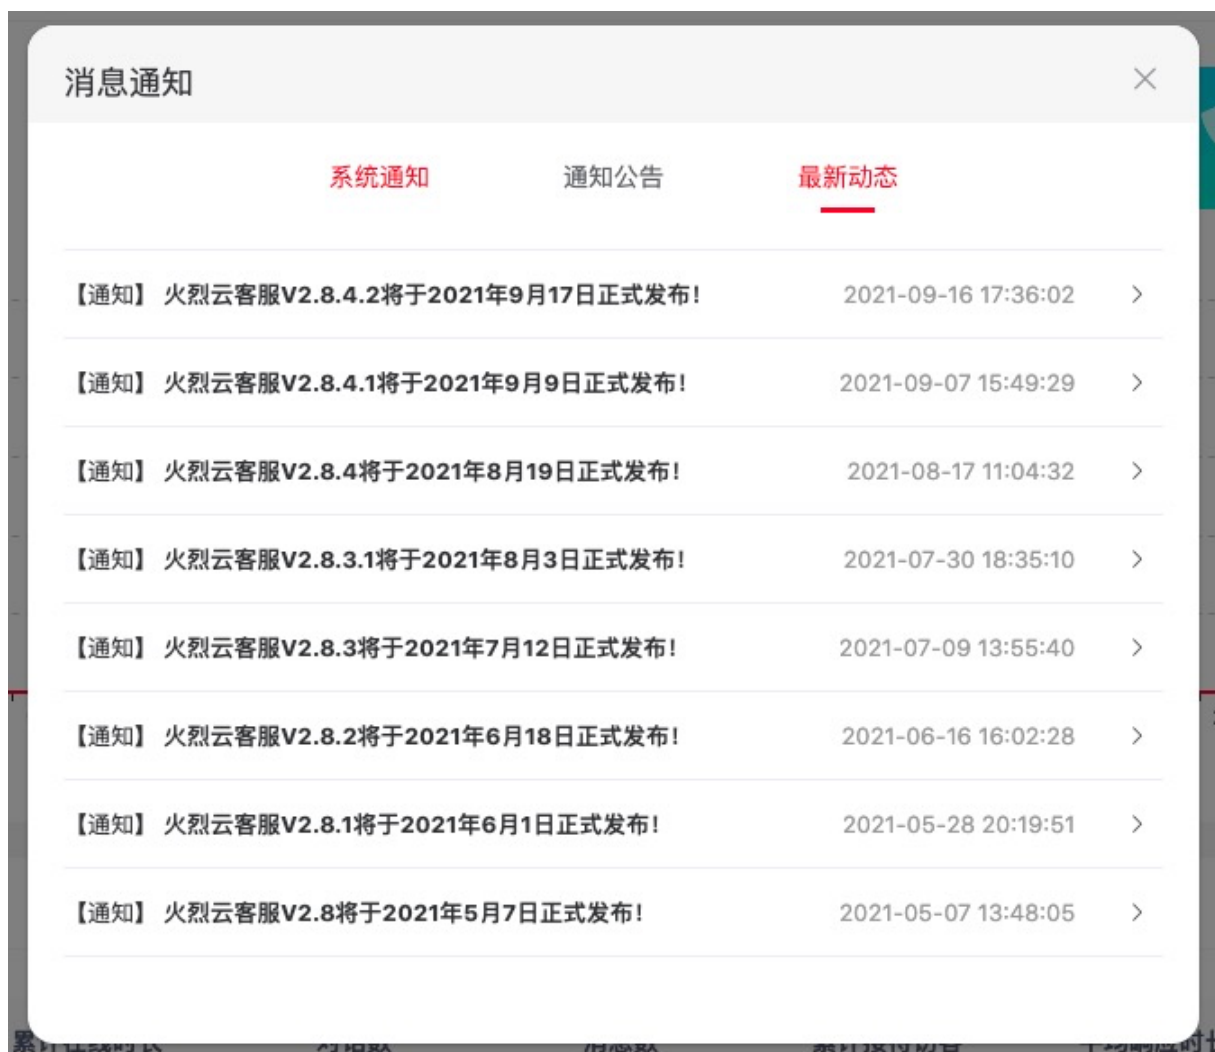 消息通知
系统通知 通知公告 最新动态
【通知】 火烈云客服V2.8.4.2将于2021年9月17日正式发布! 2021-09-16 17:36:02
【通知】 火烈云客服V2.8.4.1将于2021年9月9日正式发布! 2021-09-07 15:49:29
【通知】 火烈云客服V2.8.4将于2021年8月19日正式发布! 2021-08-17 11:04:32
【通知】 火烈云客服V2.8.3.1将于2021年8月3日正式发布! 2021-07-30 18:35:10
【通知】 火烈云客服V2.8.3将于2021年7月12日正式发布! 2021-07-09 13:55:40
【通知】 火烈云客服V2.8.2将于2021年6月18日正式发布! 2021-06-16 16:02:28
【通知】 火烈云客服V2.8.1将于2021年6月1日正式发布! 2021-05-28 20:19:51
【通知】 火烈云客服V2.8将于2021年5月7日正式发布! 2021-05-07 13:48:05